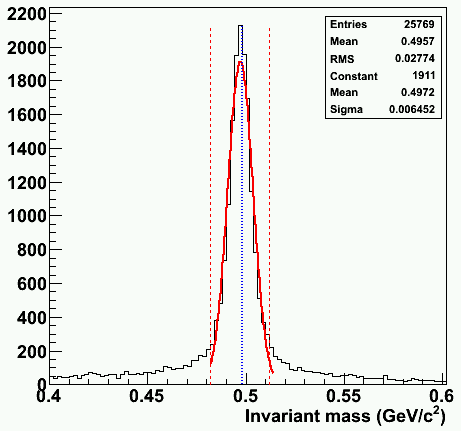 2200
2000
1800
1600
1400
1200
1000
800
600
400
200
0
Entries 25769
Mean 0.4957
RMS 0.02774
Constant 1911
Mean 0.4972
Sigma 0.006452
0.4 0.45 0.5 0.55 0.6
Invariant mass (GeV/c²)